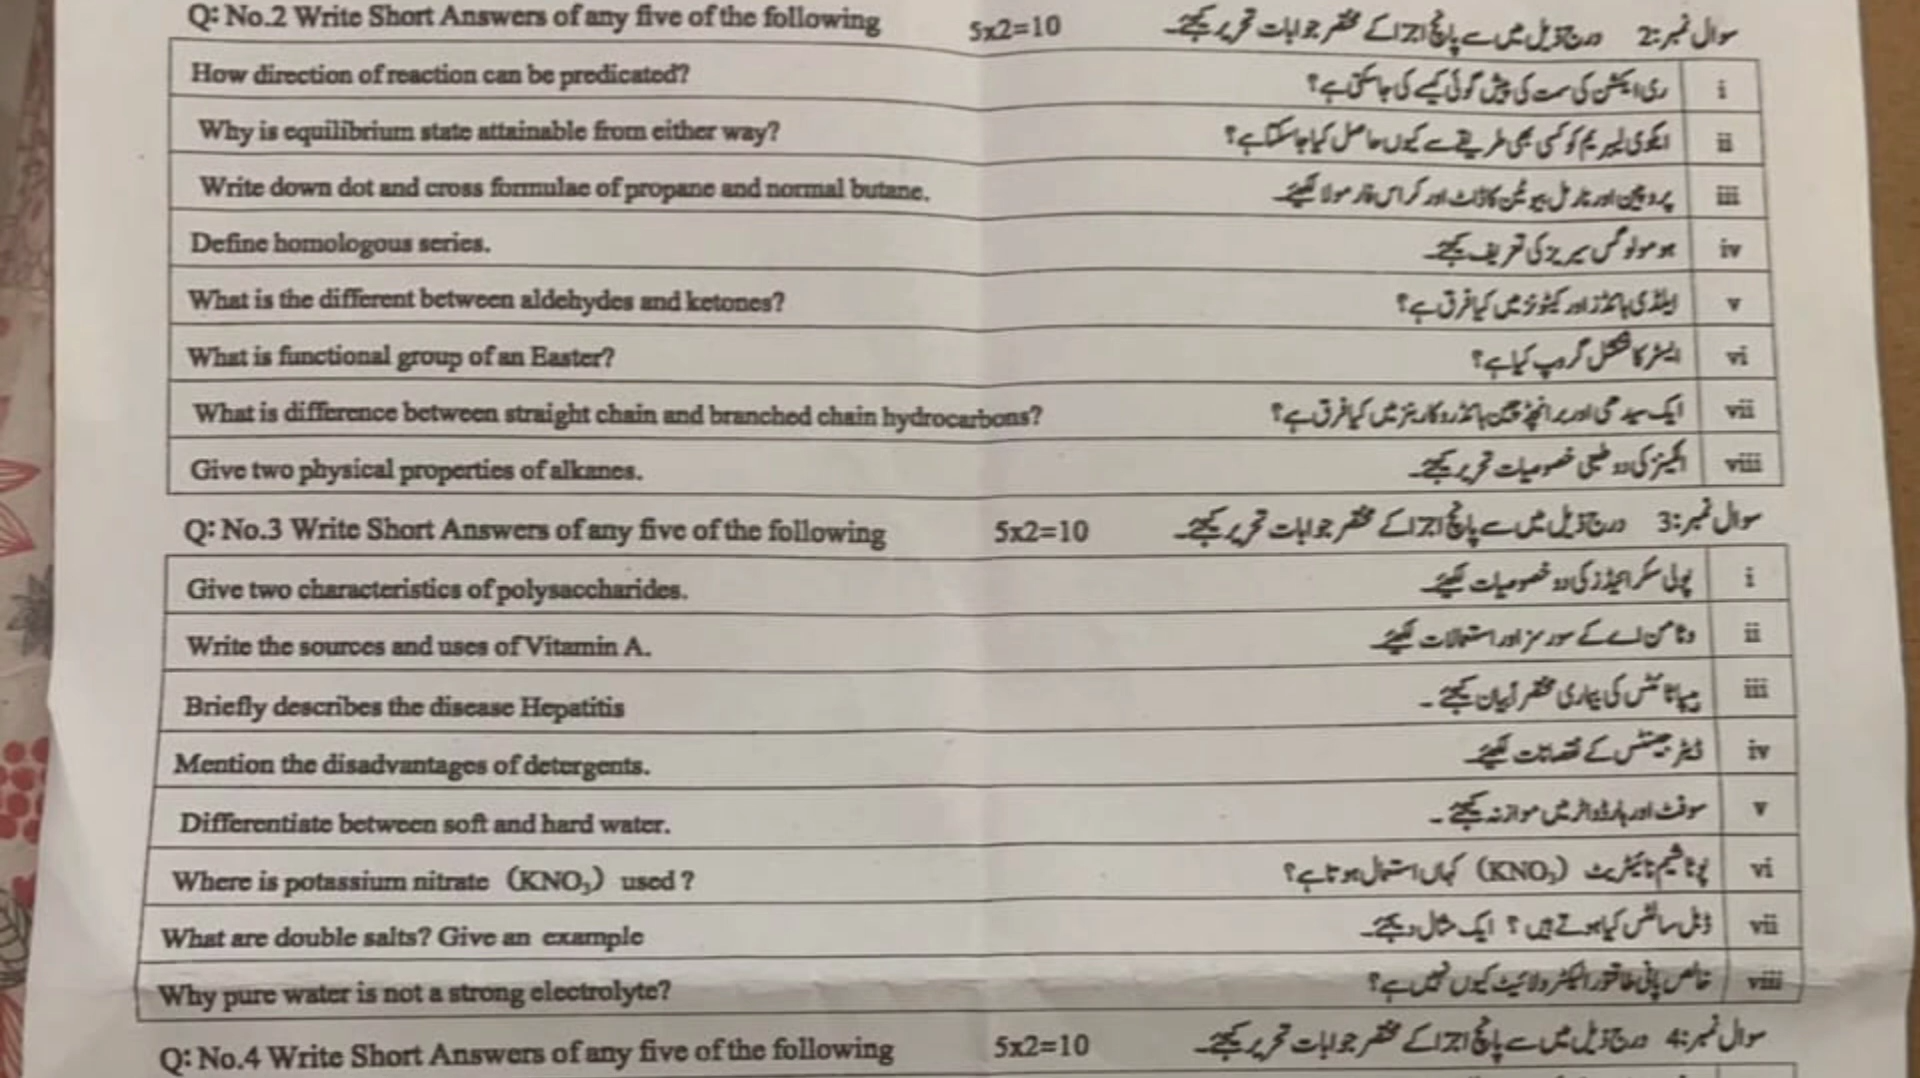 Q: No.2 Write Short Answers of any five of the following 5x2=10 سوال نمبر:2 درج ذیل میں سے پانچ اجزا کے مختصر جوابات تحریر کیجئے۔
How direction of reaction can be predicated? ری ایکشن کی سمت کی پیش گوئی کیسے کی جاسکتی ہے؟ i
Why is equilibrium state attainable from either way? ایکوی لبریم کو کسی بھی طریقے سے کیوں حاصل کیا جاسکتا ہے؟ ii
Write down dot and cross formulae of propane and normal butane. پروپین اور نارمل بیوٹین کا ڈاٹ اور کراس فارمولا لکھیئے۔ iii
Define homologous series. ہومولوگس سیریز کی تعریف کیجئے۔ iv
What is the different between aldehydes and ketones? ایلڈی ہائڈز اور کیٹونز میں کیا فرق ہے؟ v
What is functional group of an Easter? ایسٹر کا فنکشنل گروپ کیا ہے؟ vi
What is difference between straight chain and branched chain hydrocarbons? ایک سیدھی اور برانچڈ چین ہائڈروکاربنز میں کیا فرق ہے؟ vii
Give two physical properties of alkanes. الکینز کی دو طبعی خصوصیات تحریر کیجئے۔ viii
Q: No.3 Write Short Answers of any five of the following 5x2=10 سوال نمبر:3 درج ذیل میں سے پانچ اجزا کے مختصر جوابات تحریر کیجئے۔
Give two characteristics of polysaccharides. پولی سکرائیڈز کی دو خصوصیات لکھیئے۔ i
Write the sources and uses of Vitamin A. وٹامن اے کے سورسز اور استعمالات لکھیئے۔ ii
Briefly describes the disease Hepatitis ہیپاٹائٹس کی بیماری مختصر اًبیان کیجئے ۔ iii
Mention the disadvantages of detergents. ڈیٹرجینٹس کے نقصانات لکھیئے۔ iv
Differentiate between soft and hard water. سوفٹ اور ہارڈ واٹر میں موازنہ کیجئے ۔ v
Where is potassium nitrate (KNO₃) used ? پوٹاشیم نائیٹریٹ (KNO₃) کہاں استعمال ہوتا ہے؟ vi
What are double salts? Give an example ڈبل سالٹس کیا ہوتے ہیں ؟ ایک مثال دیجئے۔ vii
Why pure water is not a strong electrolyte? خالص پانی طاقتور الیکٹرولائیٹ کیوں نہیں ہے؟ viii
Q: No.4 Write Short Answers of any five of the following 5x2=10 سوال نمبر:4 درج ذیل میں سے پانچ اجزا کے مختصر جوابات تحریر کیجئے۔